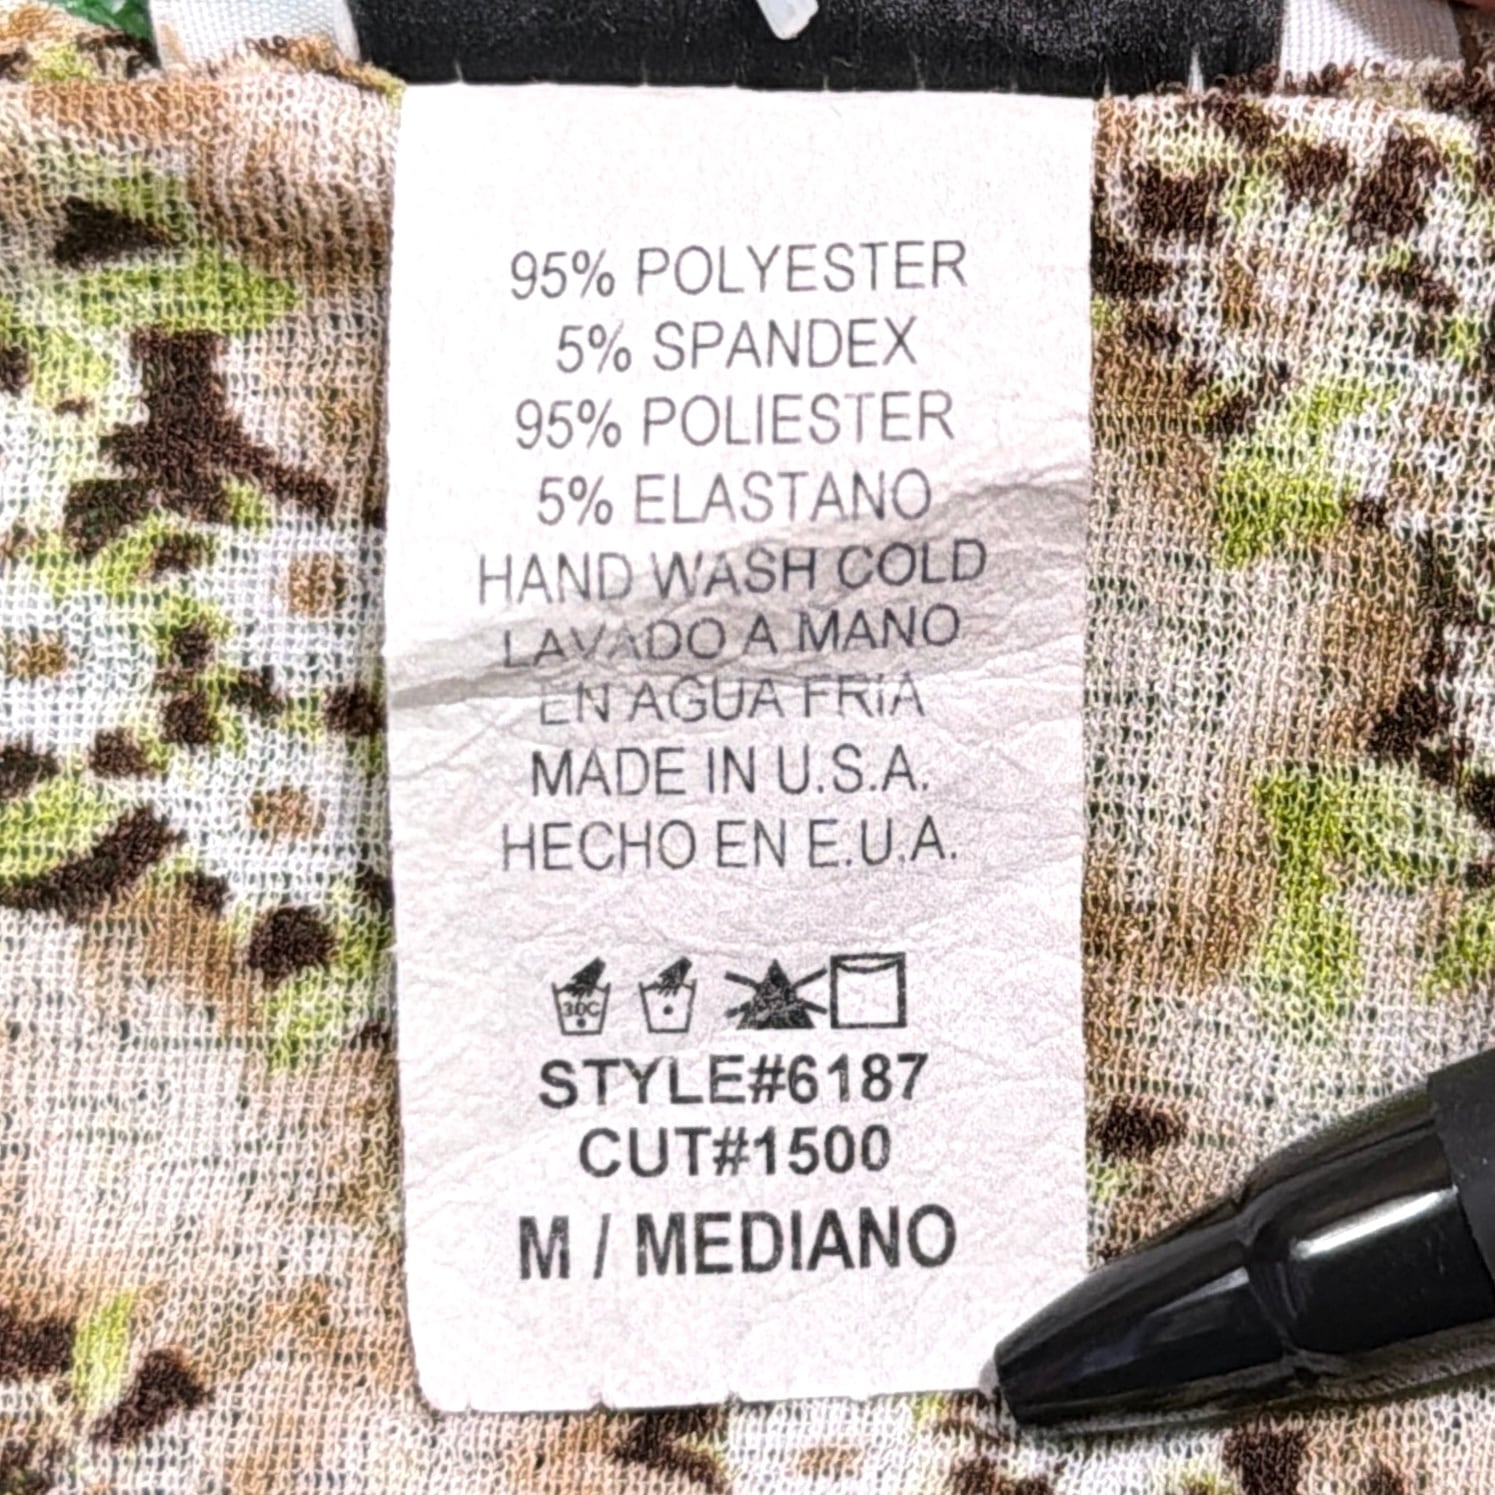 95% POLYESTER
5% SPANDEX
95% POLIESTER
5% ELASTANO
HAND WASH COLD
LAVADO A MANO
EN AGUA FRIA
MADE IN U.S.A.
HECHO EN E.U.A.
30C
STYLE#6187
CUT#1500
M / MEDIANO